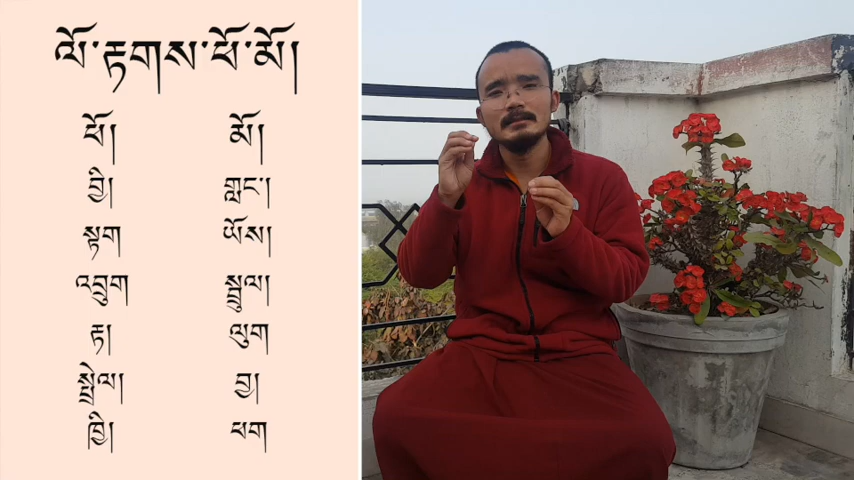 ལོ་རྟགས་ཕོ་མོ།
ཕོ། མོ།
བྱི། གླང་།
སྟག ཡོས།
འབྲུག སྦྲུལ།
རྟ། ལུག
སྤྲེལ། བྱ།
ཁྱི། ཕག